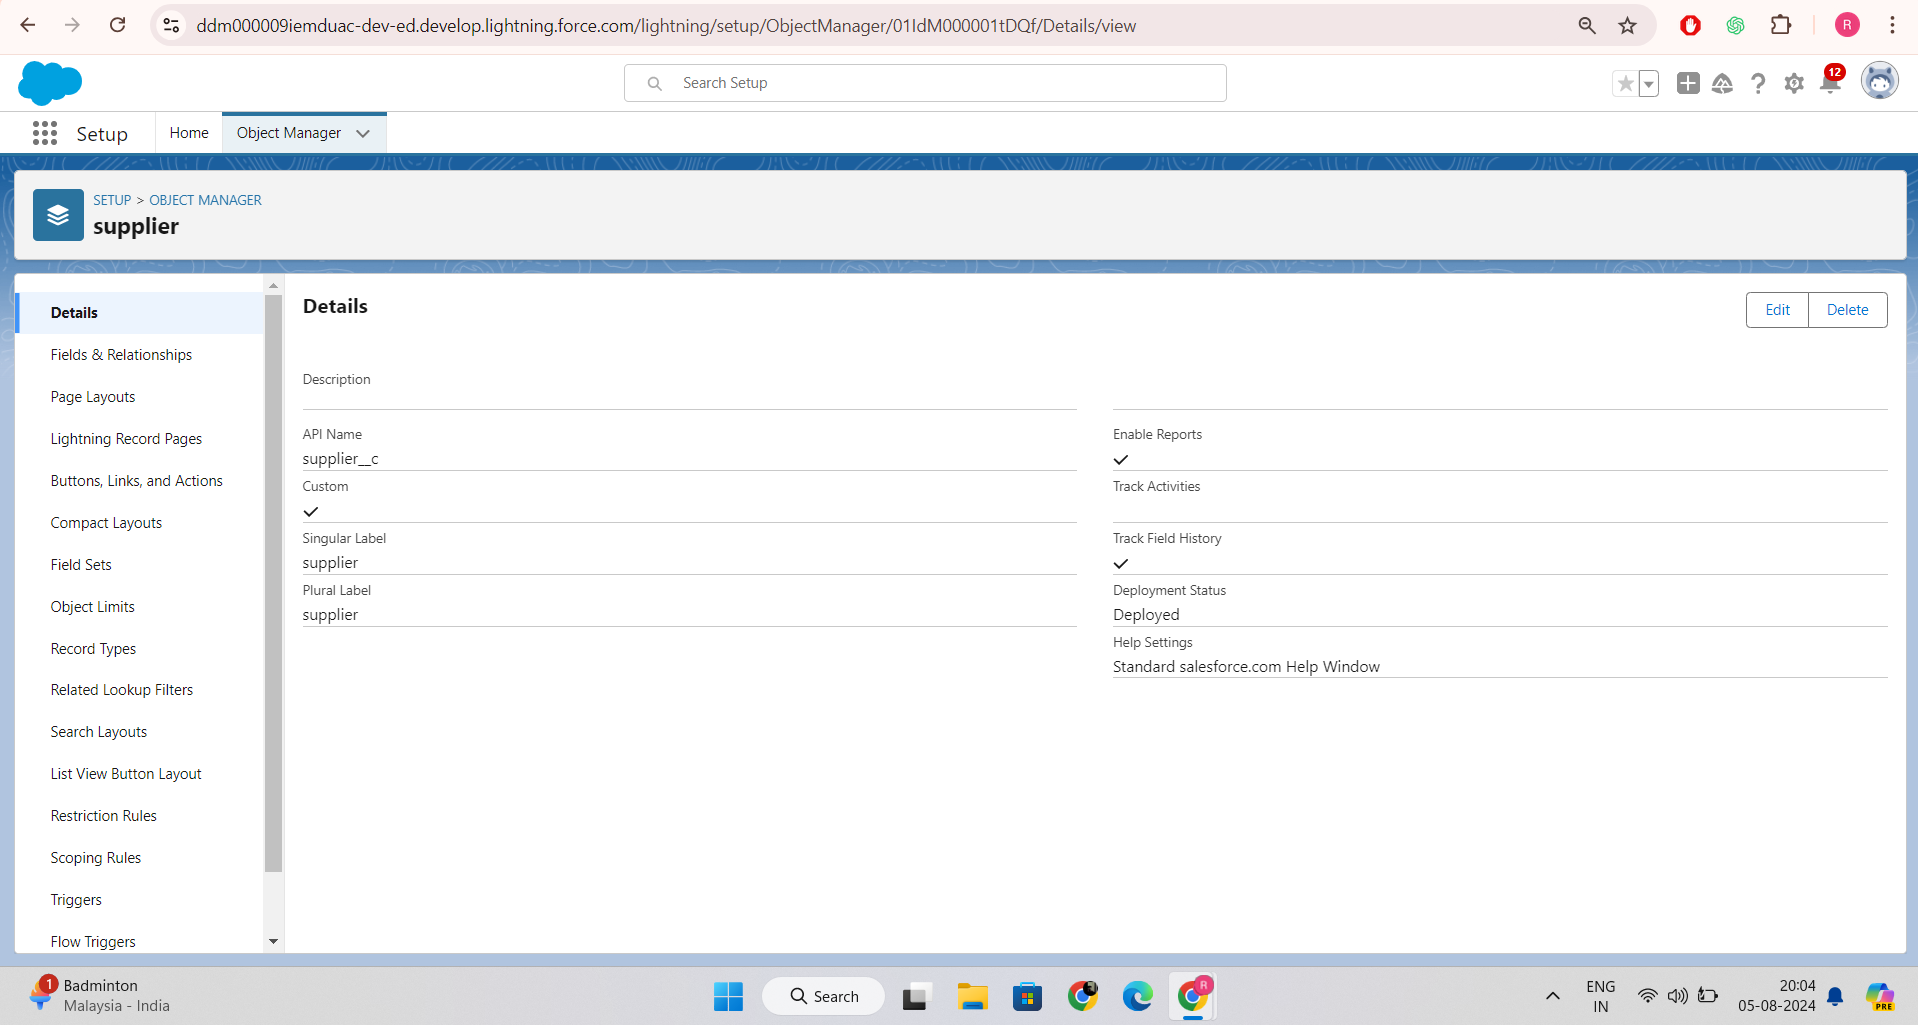 ddm000009iemduac-dev-ed.develop.lightning.force.com/lightning/setup/ObjectManager/01IdM000001tDQf/Details/view
R
Search Setup
12
Setup
Home
Object Manager
SETUP > OBJECT MANAGER
supplier
Details
Fields & Relationships
Page Layouts
Lightning Record Pages
Buttons, Links, and Actions
Compact Layouts
Field Sets
Object Limits
Record Types
Related Lookup Filters
Search Layouts
List View Button Layout
Restriction Rules
Scoping Rules
Triggers
Flow Triggers
Details
Edit
Delete
Description
API Name
supplier__c
Custom
Singular Label
supplier
Plural Label
supplier
Enable Reports
Track Activities
Track Field History
Deployment Status
Deployed
Help Settings
Standard salesforce.com Help Window
1
Badminton
Malaysia - India
Search
R
ENG
IN
20:04
05-08-2024
PRE